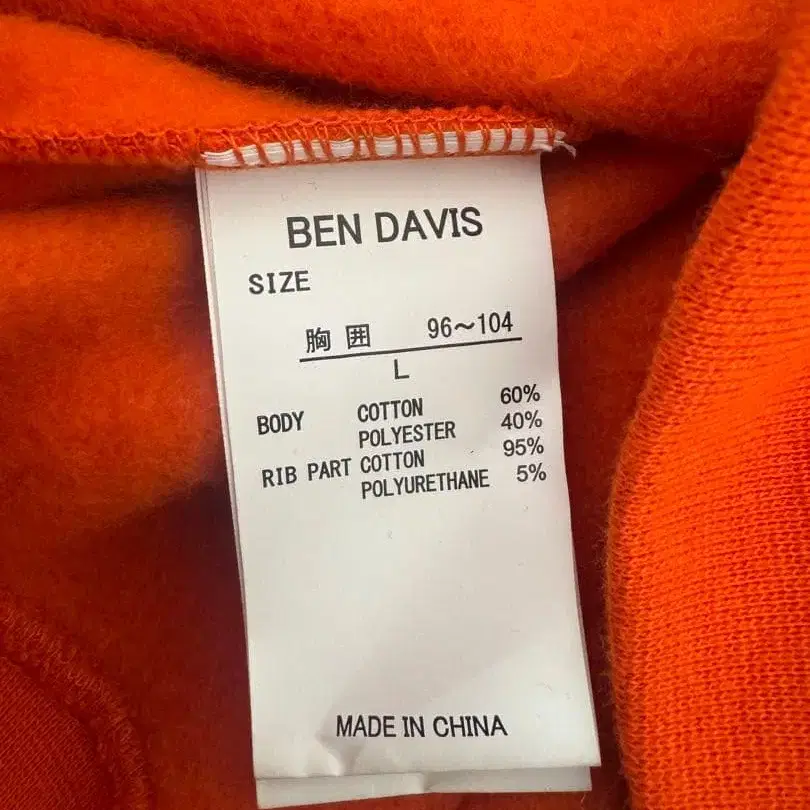 BEN DAVIS
SIZE
胸囲 96～104
L
BODY COTTON 60%
POLYESTER 40%
RIB PART COTTON 95%
POLYURETHANE 5%
MADE IN CHINA